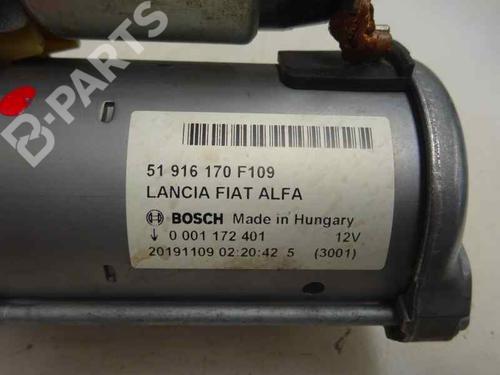 B-PARTS
51 916 170 F109
LANCIA FIAT ALFA
BOSCH Made in Hungary
↓ 0 001 172 401 12V
20191109 02:20:42 5 (3001)